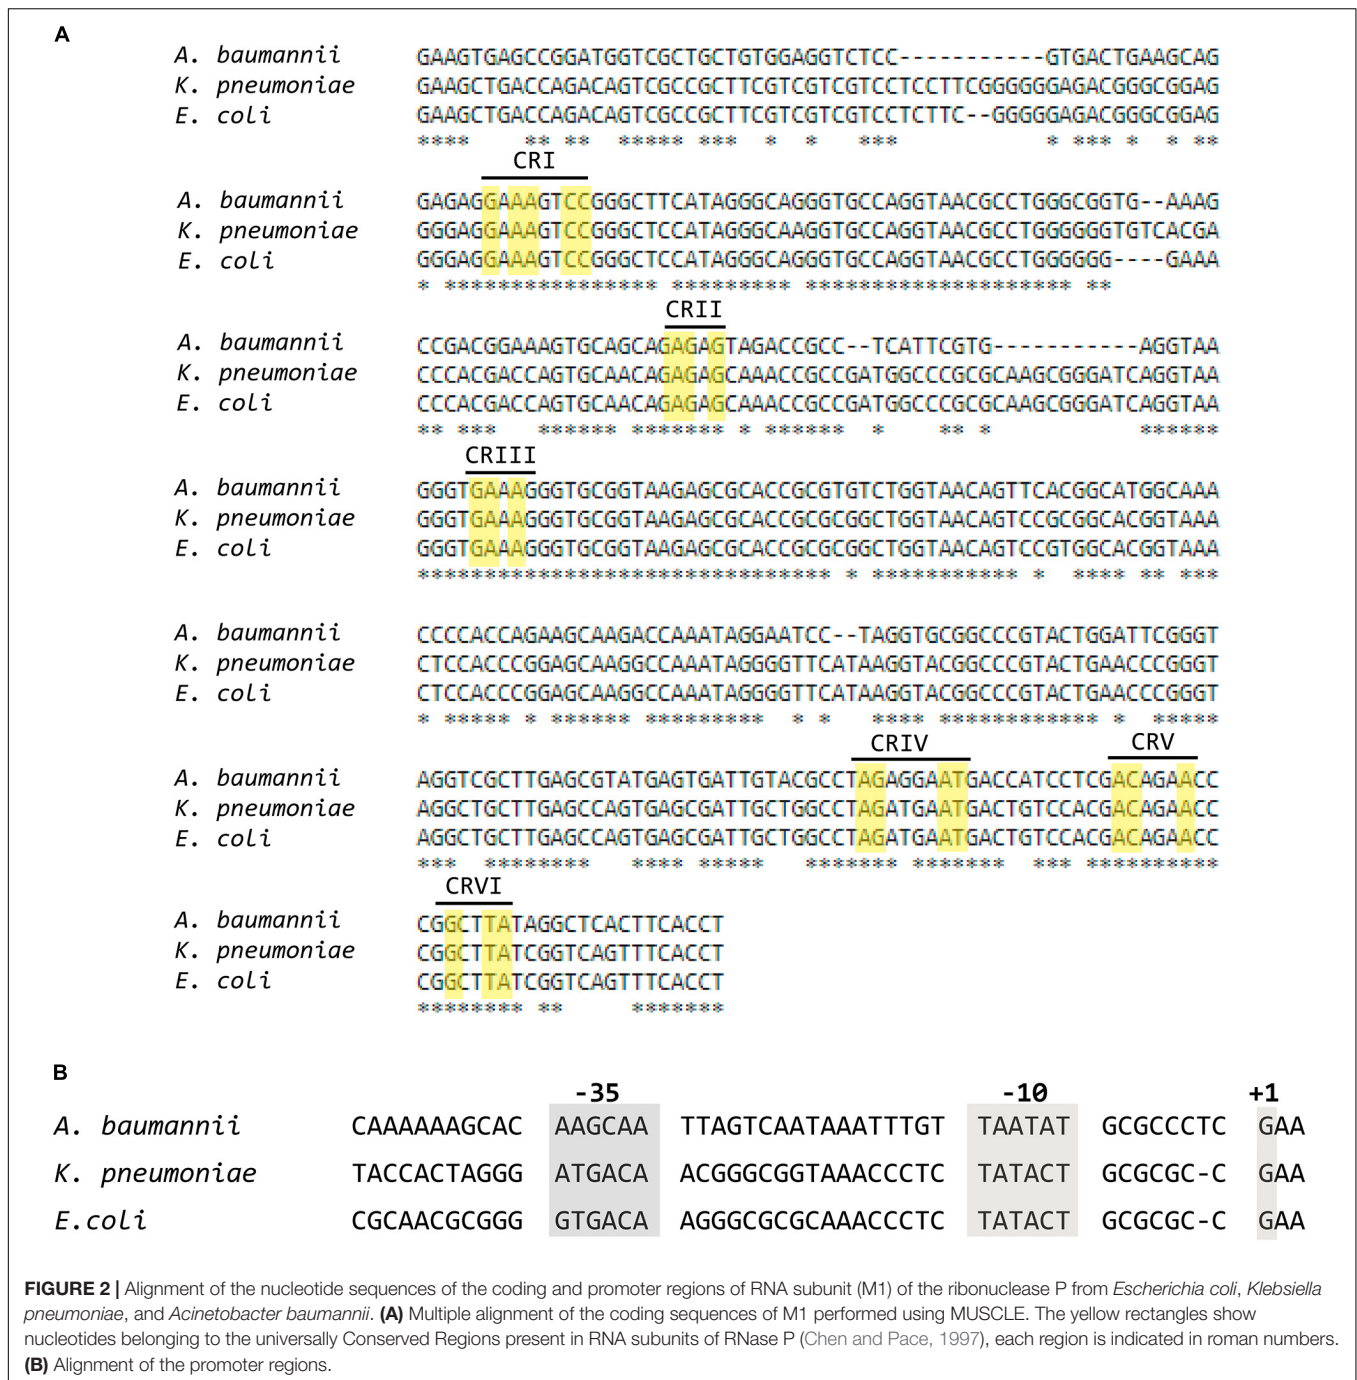 A
A. baumannii GAAGTGAGCCGGATGGTCGCTGCTGTGGAGGTCTCC-----------GTGACTGAAGCAG
K. pneumoniae GAAGCTGACCAGACAGTCGCCGCTTCGTCGTCGTCCTCCTTCGGGGGGAGACGGGCGGAG
E. coli GAAGCTGACCAGACAGTCGCCGCTTCGTCGTCGTCCTCTTC--GGGGGAGACGGGCGGAG
**** ** ** ***** *** * * *** * *** * * **
CRI
A. baumannii GAGAGGAAAGTCCGGGCTTCATAGGGCAGGGTGCCAGGTAACGCCTGGGCGGTG--AAAG
K. pneumoniae GGGAGGAAAGTCCGGGCTCCATAGGGCAAGGTGCCAGGTAACGCCTGGGGGGTGTCACGA
E. coli GGGAGGAAAGTCCGGGCTCCATAGGGCAGGGTGCCAGGTAACGCCTGGGGGG----GAAA
* **************** ********* ******************** **
CRII
A. baumannii CCGACGGAAAGTGCAGCAGAGAGTAGACCGCC--TCATTCGTG-----------AGGTAA
K. pneumoniae CCCACGACCAGTGCAACAGAGAGCAAACCGCCGATGGCCCGCGCAAGCGGGATCAGGTAA
E. coli CCCACGACCAGTGCAACAGAGAGCAAACCGCCGATGGCCCGCGCAAGCGGGATCAGGTAA
** *** ****** ******* * ****** * ** * ******
CRIII
A. baumannii GGGTGAAAGGGTGCGGTAAGAGCGCACCGCGTGTCTGGTAACAGTTCACGGCATGGCAAA
K. pneumoniae GGGTGAAAGGGTGCGGTAAGAGCGCACCGCGCGGCTGGTAACAGTCCGCGGCACGGTAAA
E. coli GGGTGAAAGGGTGCGGTAAGAGCGCACCGCGCGGCTGGTAACAGTCCGTGGCACGGTAAA
******************************* * *********** * **** ** ***
A. baumannii CCCCACCAGAAGCAAGACCAAATAGGAATCC--TAGGTGCGGCCCGTACTGGATTCGGGT
K. pneumoniae CTCCACCCGGAGCAAGGCCAAATAGGGGTTCATAAGGTACGGCCCGTACTGAACCCGGGT
E. coli CTCCACCCGGAGCAAGGCCAAATAGGGGTTCATAAGGTACGGCCCGTACTGAACCCGGGT
* ***** * ****** ********* * * **** ************ * *****
CRIV CRV
A. baumannii AGGTCGCTTGAGCGTATGAGTGATTGTACGCCTAGAGGAATGACCATCCTCGACAGAACC
K. pneumoniae AGGCTGCTTGAGCCAGTGAGCGATTGCTGGCCTAGATGAATGACTGTCCACGACAGAACC
E. coli AGGCTGCTTGAGCCAGTGAGCGATTGCTGGCCTAGATGAATGACTGTCCACGACAGAACC
*** ******** **** ***** ******* ******* *** **********
CRVI
A. baumannii CGGCTTATAGGCTCACTTCACCT
K. pneumoniae CGGCTTATCGGTCAGTTTCACCT
E. coli CGGCTTATCGGTCAGTTTCACCT
******** ** *******
B
-35 -10 +1
A. baumannii CAAAAAAGCAC AAGCAA TTAGTCAATAAATTTGT TAATAT GCGCCCTC GAA
K. pneumoniae TACCACTAGGG ATGACA ACGGGCGGTAAACCCTC TATACT GCGCGC-C GAA
E.coli CGCAACGCGGG GTGACA AGGGCGCGCAAACCCTC TATACT GCGCGC-C GAA
FIGURE 2 | Alignment of the nucleotide sequences of the coding and promoter regions of RNA subunit (M1) of the ribonuclease P from Escherichia coli, Klebsiella
pneumoniae, and Acinetobacter baumannii. (A) Multiple alignment of the coding sequences of M1 performed using MUSCLE. The yellow rectangles show
nucleotides belonging to the universally Conserved Regions present in RNA subunits of RNase P (Chen and Pace, 1997), each region is indicated in roman numbers.
(B) Alignment of the promoter regions.